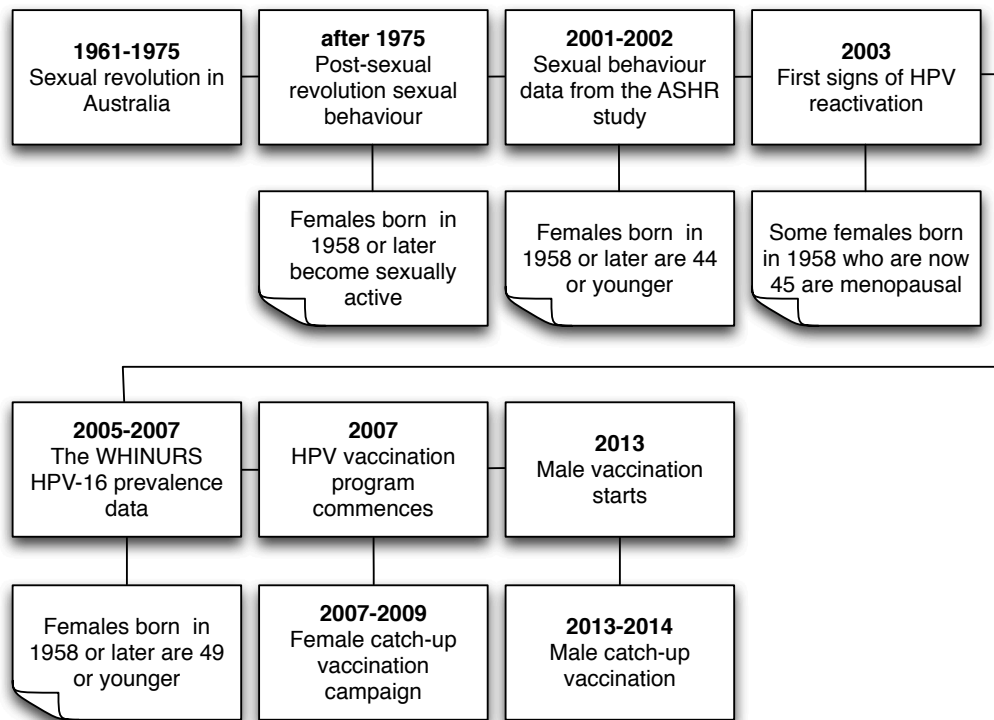 1961-1975
Sexual revolution in
Australia
after 1975
Post-sexual
revolution sexual
behaviour
2001-2002
Sexual behaviour
data from the ASHR
study
2003
First signs of HPV
reactivation
Females born in
1958 or later
become sexually
active
Females born in
1958 or later are 44
or younger
Some females born
in 1958 who are now
45 are menopausal
2005-2007
The WHINURS
HPV-16 prevalence
data
2007
HPV vaccination
program
commences
2013
Male vaccination
starts
Females born in
1958 or later are 49
or younger
2007-2009
Female catch-up
vaccination
campaign
2013-2014
Male catch-up
vaccination